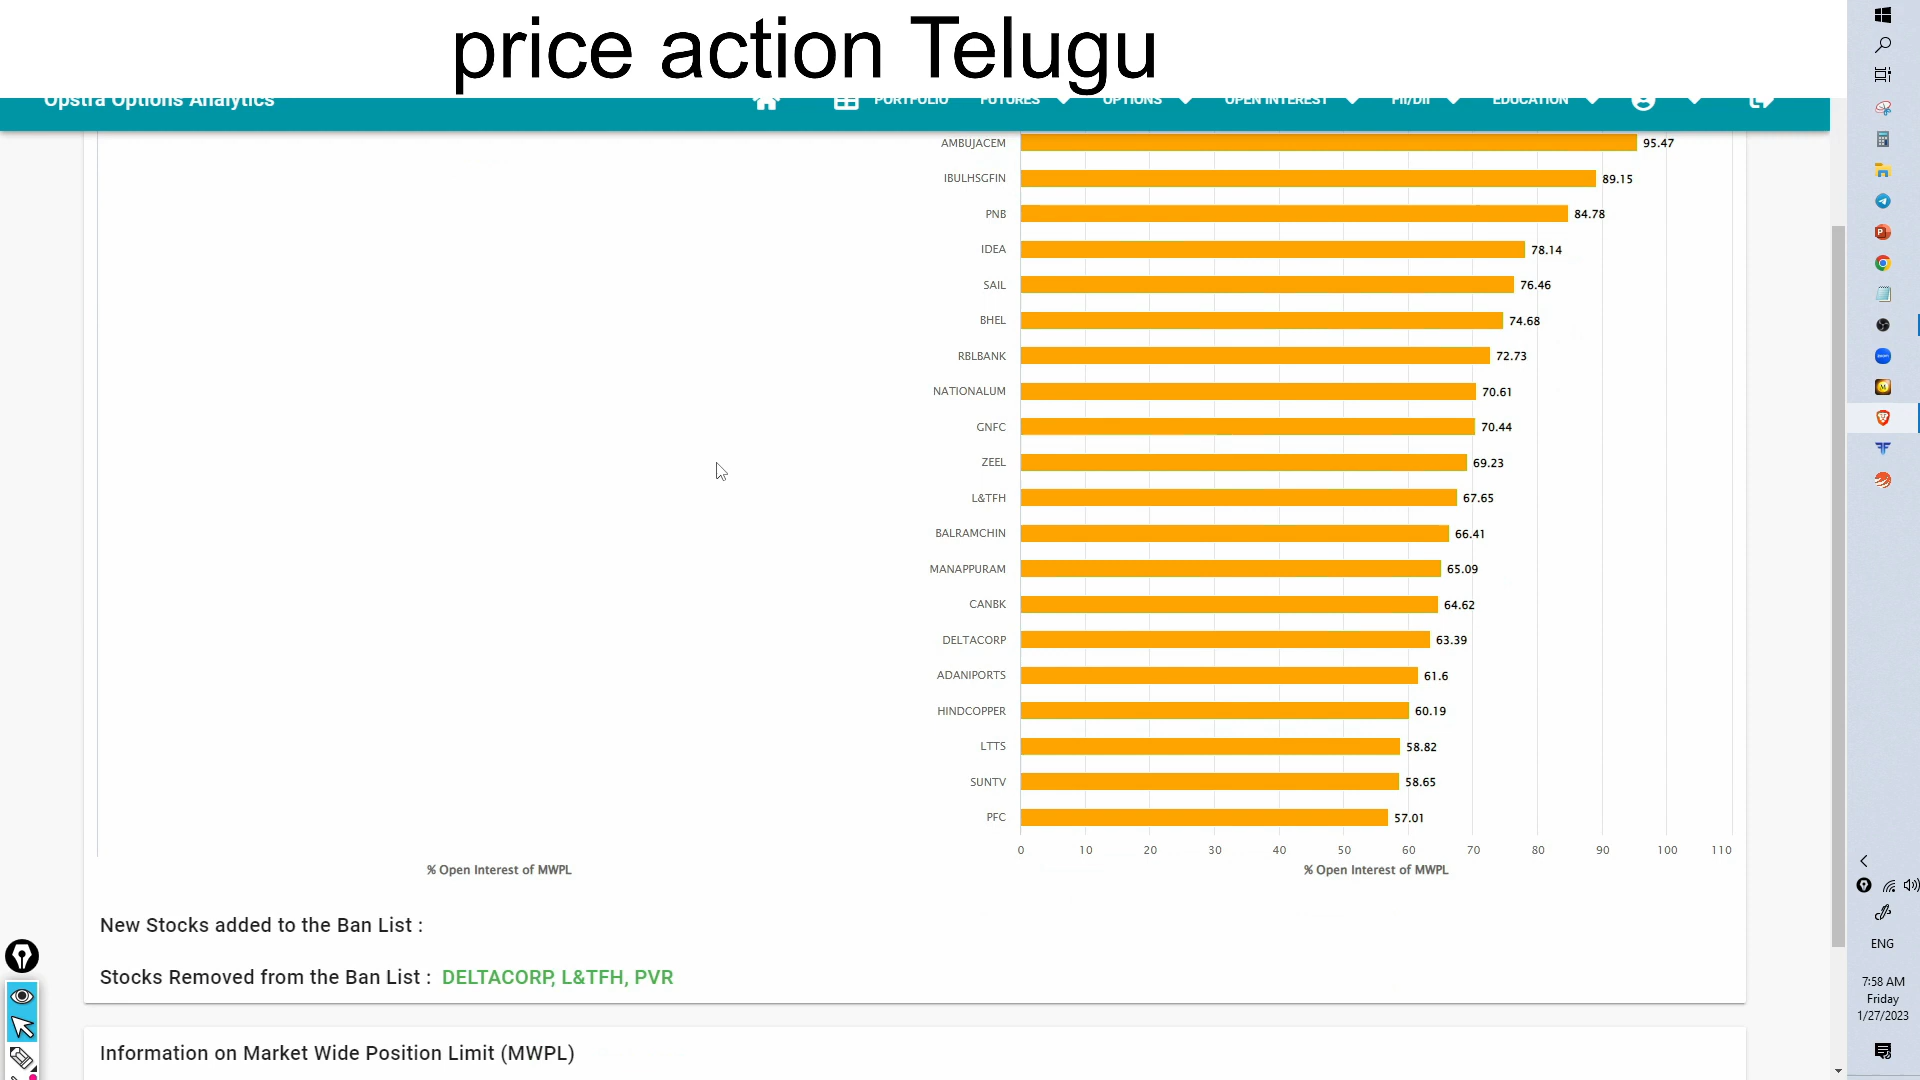 price action Telugu
Opstra Options Analytics
PORTFOLIO FUTURES OPTIONS OPEN INTEREST FII/DII EDUCATION
AMBUJACEM 95.47
IBULHSGFIN 89.15
PNB 84.78
IDEA 78.14
SAIL 76.46
BHEL 74.68
RBLBANK 72.73
NATIONALUM 70.61
GNFC 70.44
ZEEL 69.23
L&TFH 67.65
BALRAMCHIN 66.41
MANAPPURAM 65.09
CANBK 64.62
DELTACORP 63.39
ADANIPORTS 61.6
HINDCOPPER 60.19
LTTS 58.82
SUNTV 58.65
PFC 57.01
0 10 20 30 40 50 60 70 80 90 100 110
% Open Interest of MWPL % Open Interest of MWPL
New Stocks added to the Ban List :
Stocks Removed from the Ban List : DELTACORP, L&TFH, PVR
Information on Market Wide Position Limit (MWPL)
ENG
7:58 AM
Friday
1/27/2023